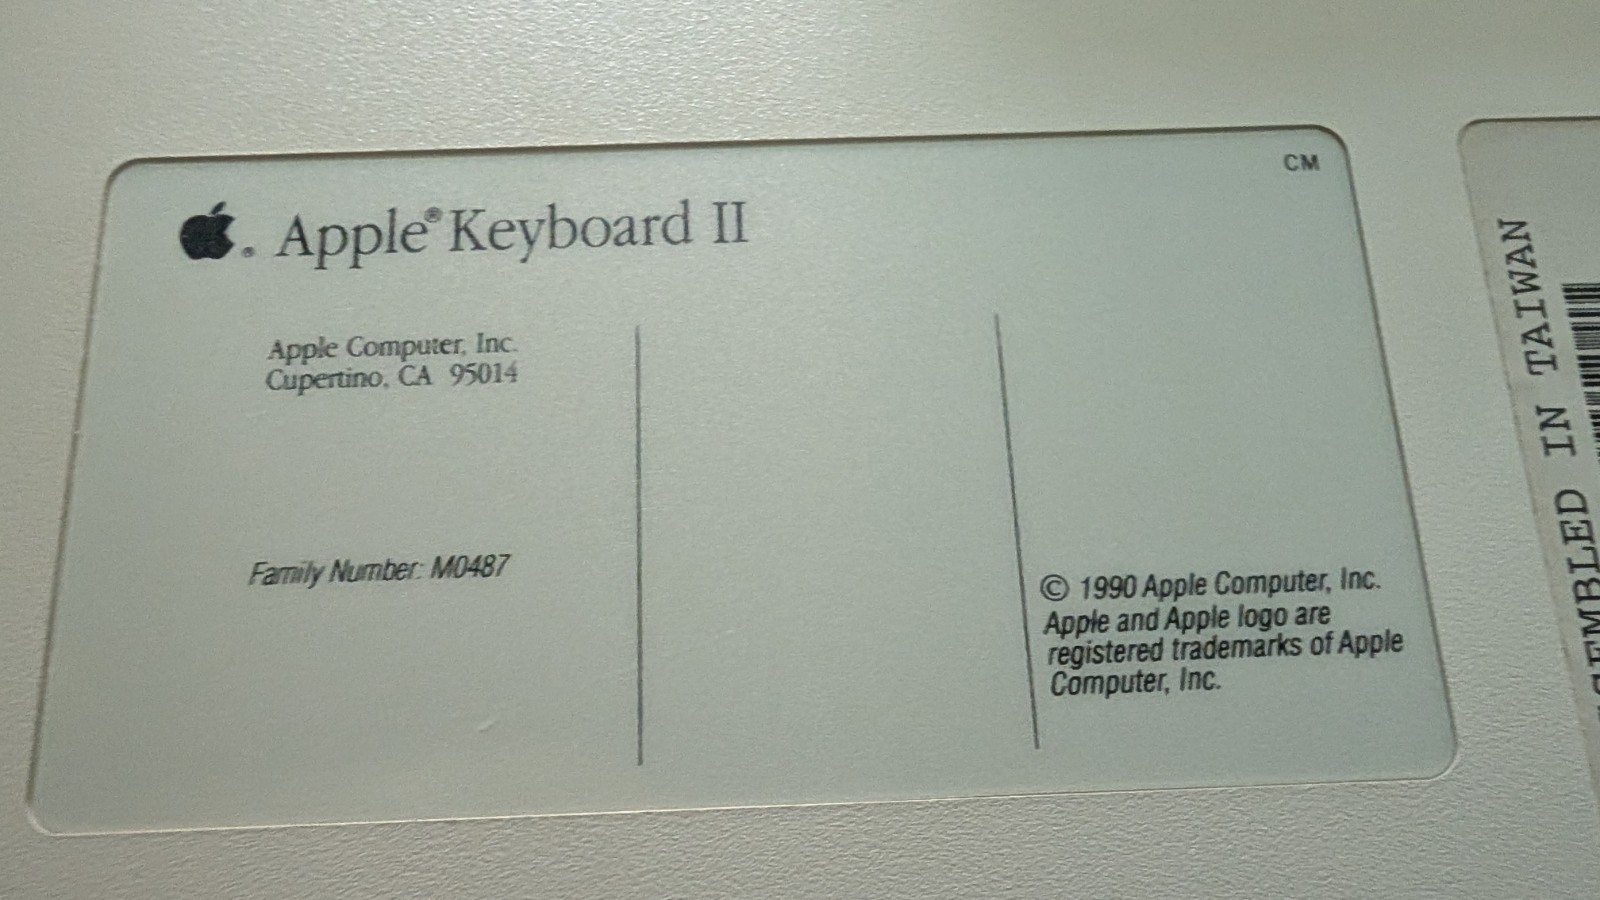 CM
Apple® Keyboard II
Apple Computer, Inc.
Cupertino, CA 95014
Family Number: M0487
© 1990 Apple Computer, Inc.
Apple and Apple logo are
registered trademarks of Apple
Computer, Inc.
IN TAIWAN